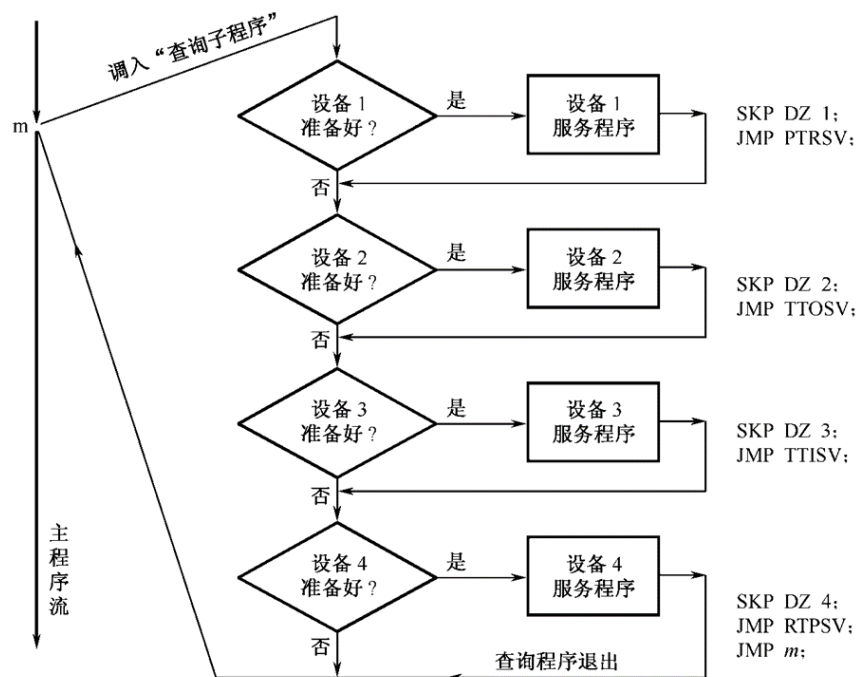 调入“查询子程序”
m
设备 1
准备好?
是
设备 1
服务程序
SKP DZ 1;
JMP PTRSV;
否
设备 2
准备好?
是
设备 2
服务程序
SKP DZ 2;
JMP TTOSV;
否
设备 3
准备好?
是
设备 3
服务程序
SKP DZ 3;
JMP TTISV;
否
主程序流
设备 4
准备好?
是
设备 4
服务程序
SKP DZ 4;
JMP RTPSV;
JMP m;
否
查询程序退出